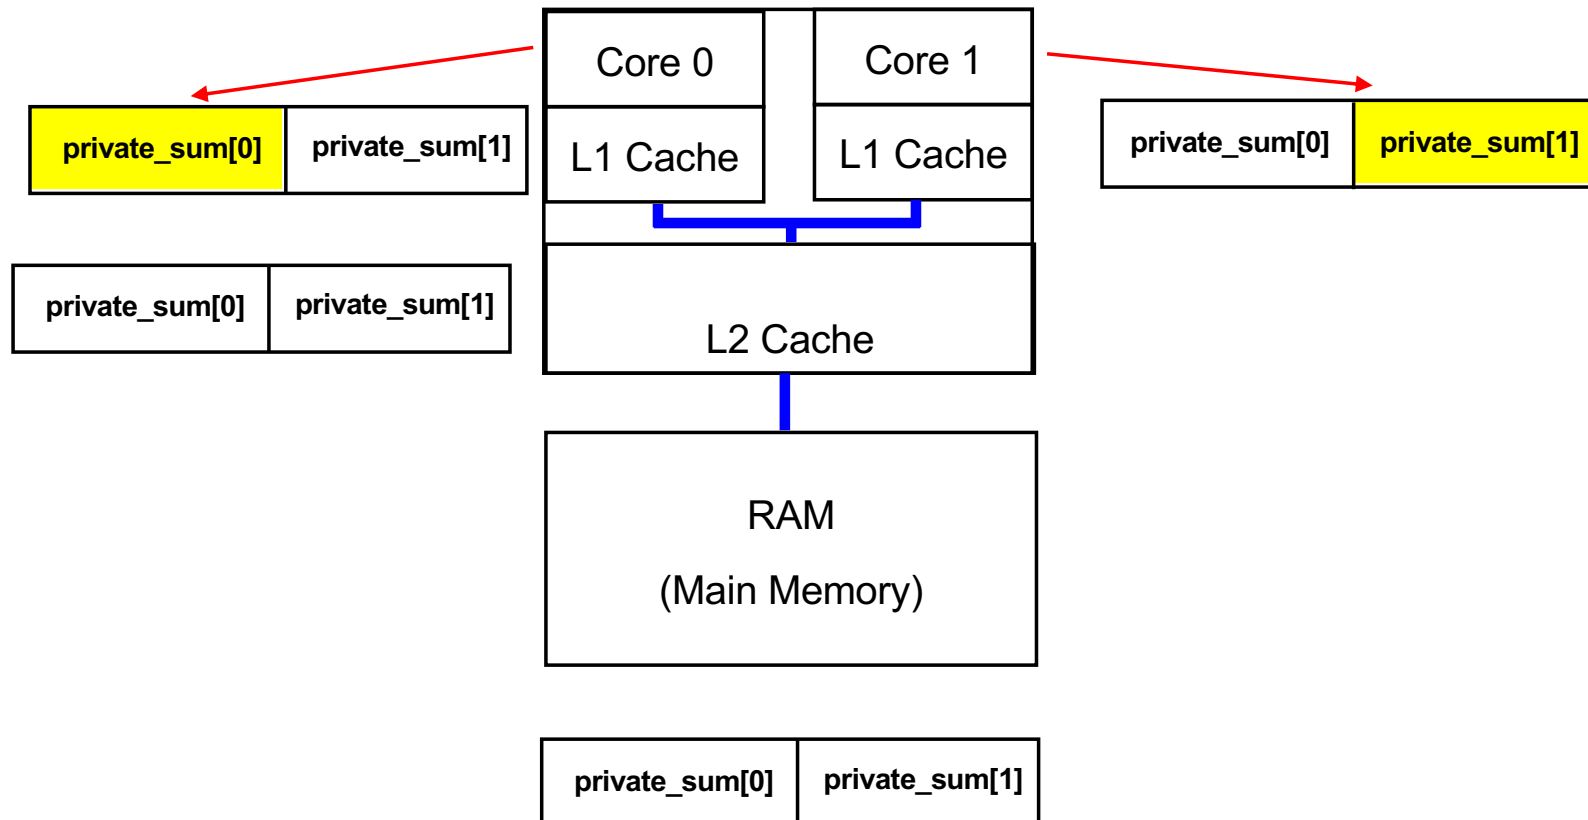 Core 0
Core 1
private_sum[0] private_sum[1]
L1 Cache
L1 Cache
private_sum[0] private_sum[1]
private_sum[0] private_sum[1]
L2 Cache
RAM
(Main Memory)
private_sum[0] private_sum[1]